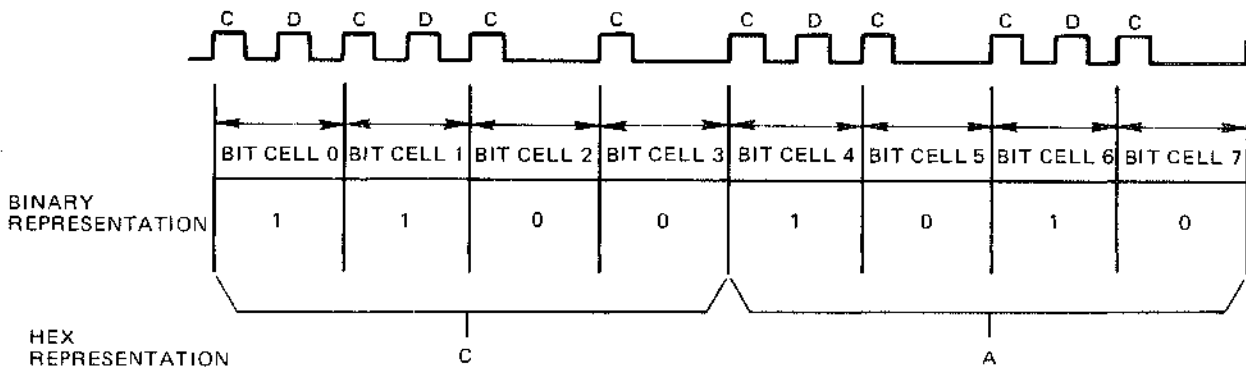 C D C D C C C D C C D C
BIT CELL 0 BIT CELL 1 BIT CELL 2 BIT CELL 3 BIT CELL 4 BIT CELL 5 BIT CELL 6 BIT CELL 7
BINARY
REPRESENTATION 1 1 0 0 1 0 1 0
HEX
REPRESENTATION C A